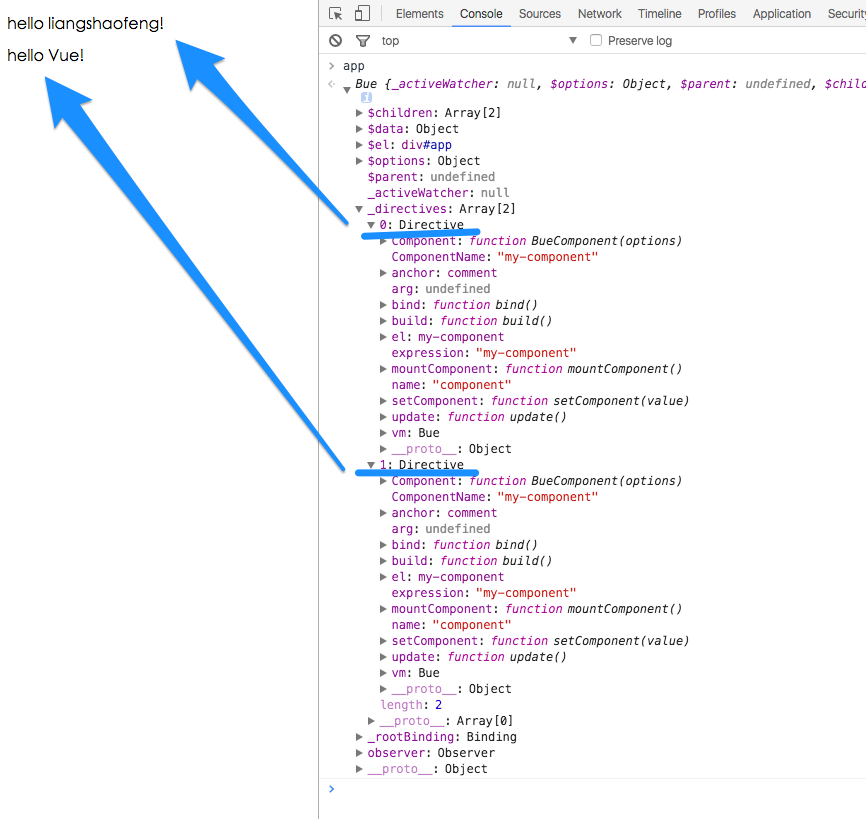 hello liangshaofeng!
hello Vue!
Elements Console Sources Network Timeline Profiles Application Security
top Preserve log
app
Bue {_activeWatcher: null, $options: Object, $parent: undefined, $child
$children: Array[2]
$data: Object
$el: div#app
$options: Object
$parent: undefined
_activeWatcher: null
_directives: Array[2]
0: Directive
Component: function BueComponent(options)
ComponentName: "my-component"
anchor: comment
arg: undefined
bind: function bind()
build: function build()
el: my-component
expression: "my-component"
mountComponent: function mountComponent()
name: "component"
setComponent: function setComponent(value)
update: function update()
vm: Bue
__proto__: Object
1: Directive
Component: function BueComponent(options)
ComponentName: "my-component"
anchor: comment
arg: undefined
bind: function bind()
build: function build()
el: my-component
expression: "my-component"
mountComponent: function mountComponent()
name: "component"
setComponent: function setComponent(value)
update: function update()
vm: Bue
__proto__: Object
length: 2
__proto__: Array[0]
_rootBinding: Binding
observer: Observer
__proto__: Object